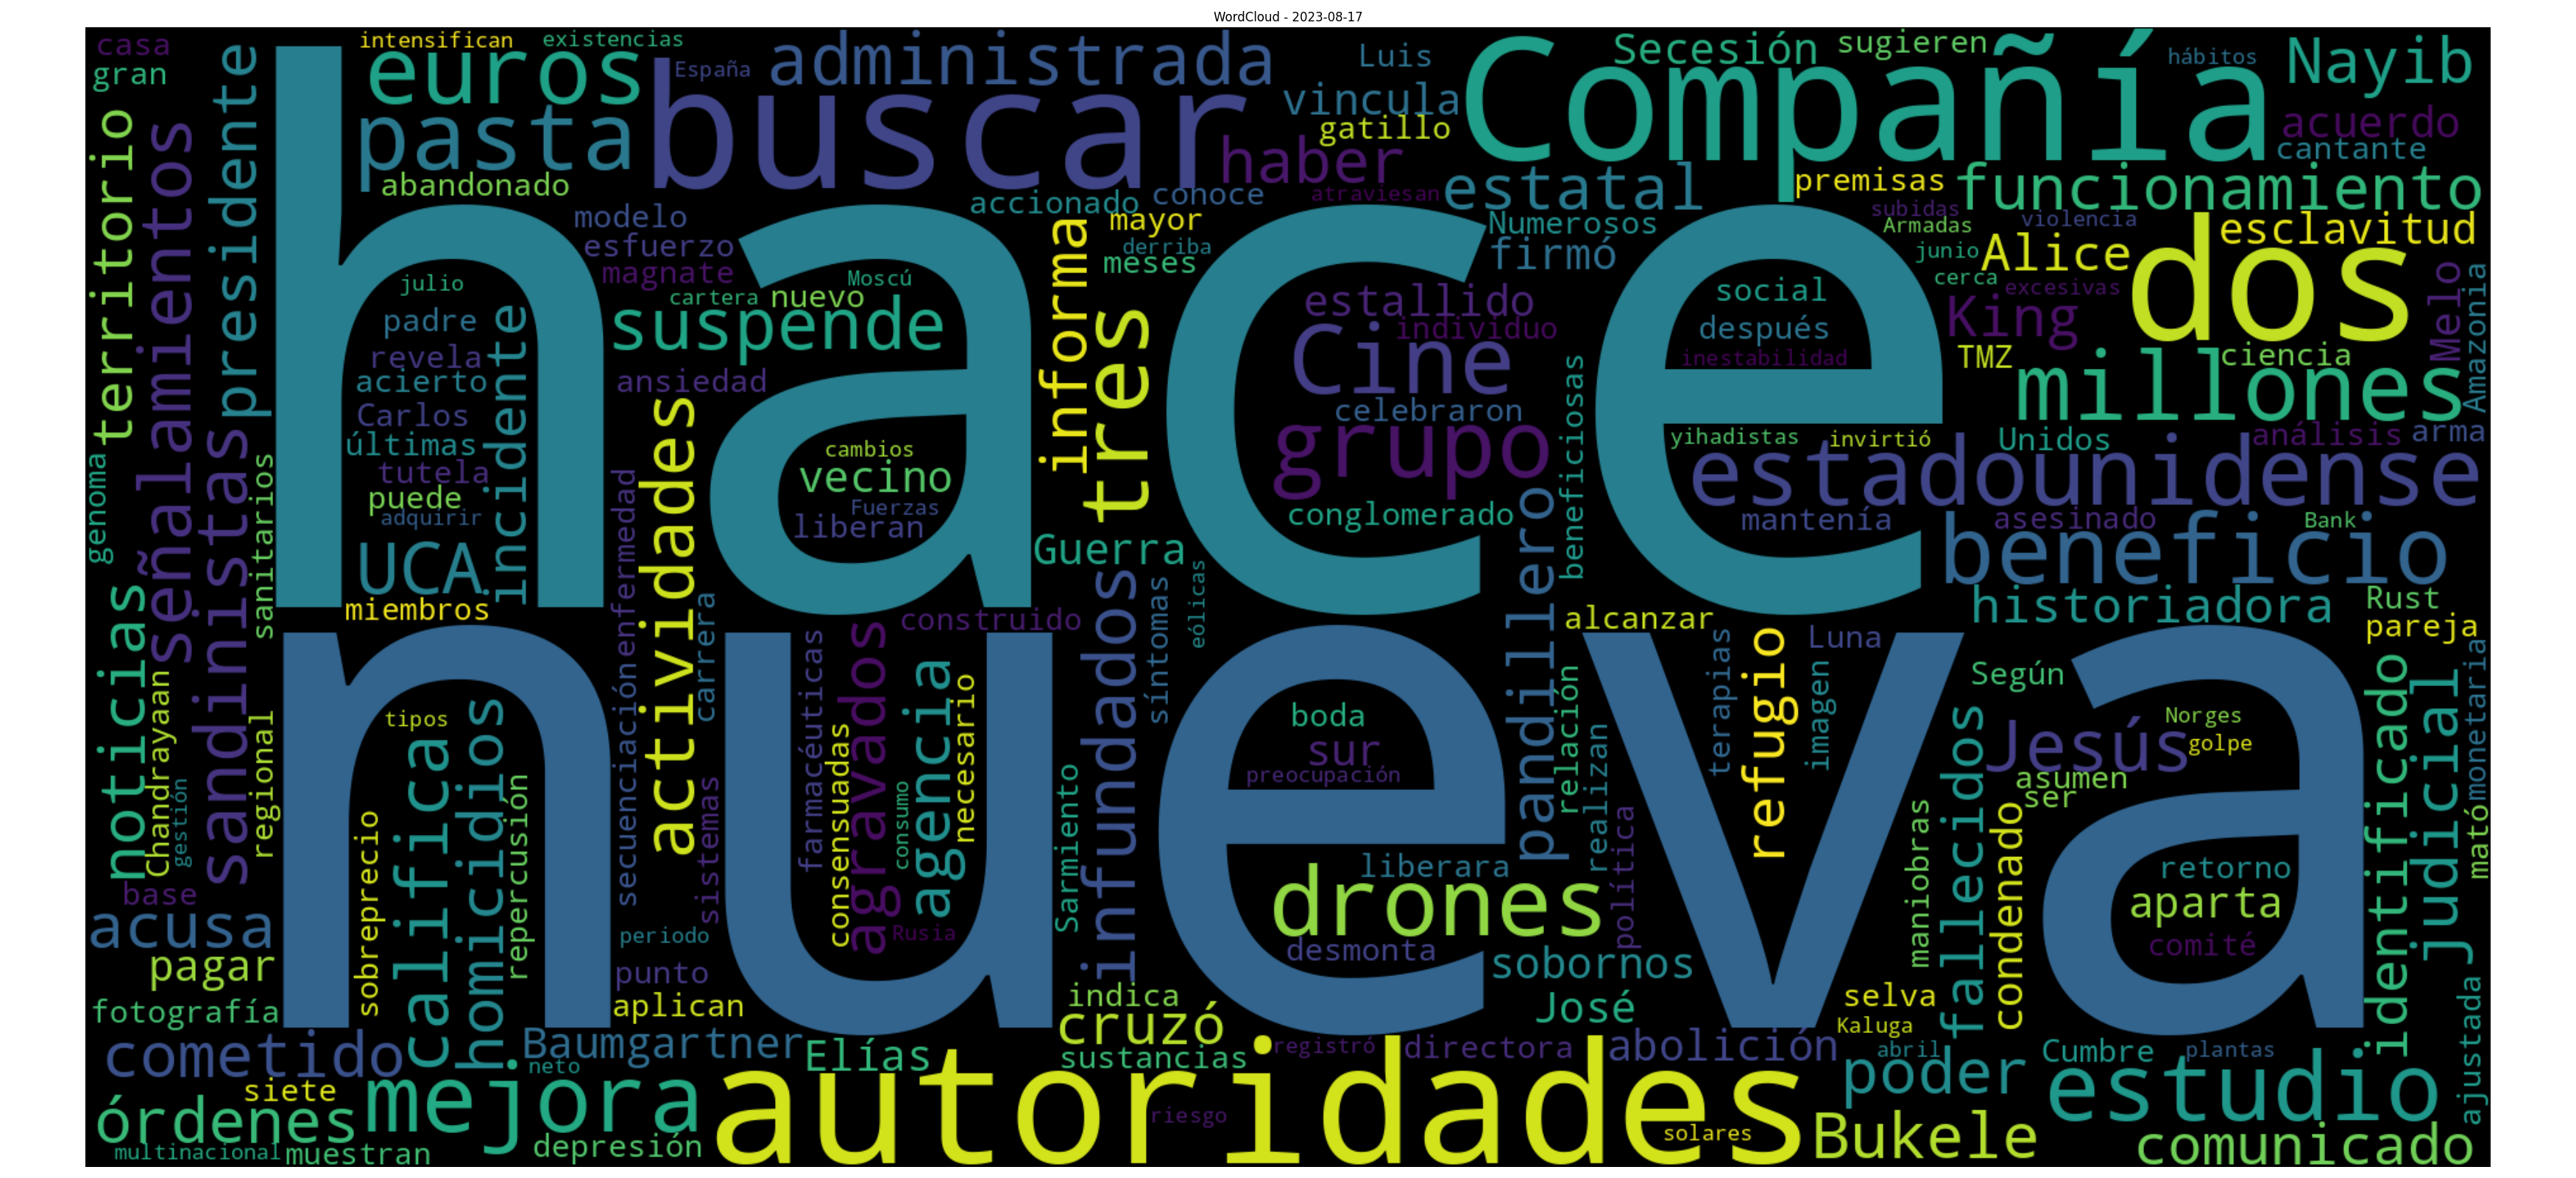 WordCloud - 2023-08-17
casa
gran
intensifican
existencias
euros
España
administrada
buscar
pasta
abandonado
Luis
vincula
gatillo
haber
Compañía
Secesión
sugieren
hábitos
Nayib
acuerdo
cantante
territorio
señalamientos
presidente
hace
modelo
esfuerzo
magnate
accionado
conoce
atraviesan
mayor
derriba
meses
estatal
premisas
funcionamiento
Numerosos
firmó
subidas
Armadas
violencia
junio
Alice
esclavitud
cerca
excesivas
dos
Melo
Amazonia
julio
padre
revela
acierto
Carlos
últimas
tutela
puede
adquirir
incidente
UCA
miembros
cartera
nuevo
Moscú
suspende
ansiedad
informa
tres
estallido
individuo
Cine
celebraron
grupo
conglomerado
beneficiosas
social
después
inestabilidad
King
TMZ
ciencia
millones
yihadistas
invirtió
Unidos
análisis
arma
estadounidense
mantenía
asesinado
Bank
beneficio
genoma
sandinistas
sanitarios
enfermedad
actividades
cambios
vecino
Fuerzas
liberan
Guerra
pandillero
historiadora
Rust
pareja
noticias
Chandrayaan
gestión
regional
nueva
tipos
califica
homicidios
repercusión
sobreprecio
secuenciación
carrera
sistemas
construido
farmacéuticas
agravados
consensuadas
consumo
agencia
necesario
Rusia
síntomas
eólicas
infundados
Sarmiento
alcanzar
boda
sur
preocupación
relación
realizan
política
terapias
refugio
Luna
imagen
Según
Jesús
Norges
golpe
asumen
ser
identificado
judicial
monetaria
mató
maniobras
fallecidos
condenado
retorno
aparta
comité
base
acusa
pagar
fotografía
periodo
punto
aplican
liberara
drones
desmonta
sobornos
José
selva
Kaluga
indica
cruzó
sustancias
registró
directora
abolición
abril
poder
Cumbre
plantas
estudio
ajustada
cometido
Baumgartner
neto
Elías
siete
órdenes
mejora
autoridades
riesgo
solares
Bukele
comunicado
multinacional
muestran
depresión